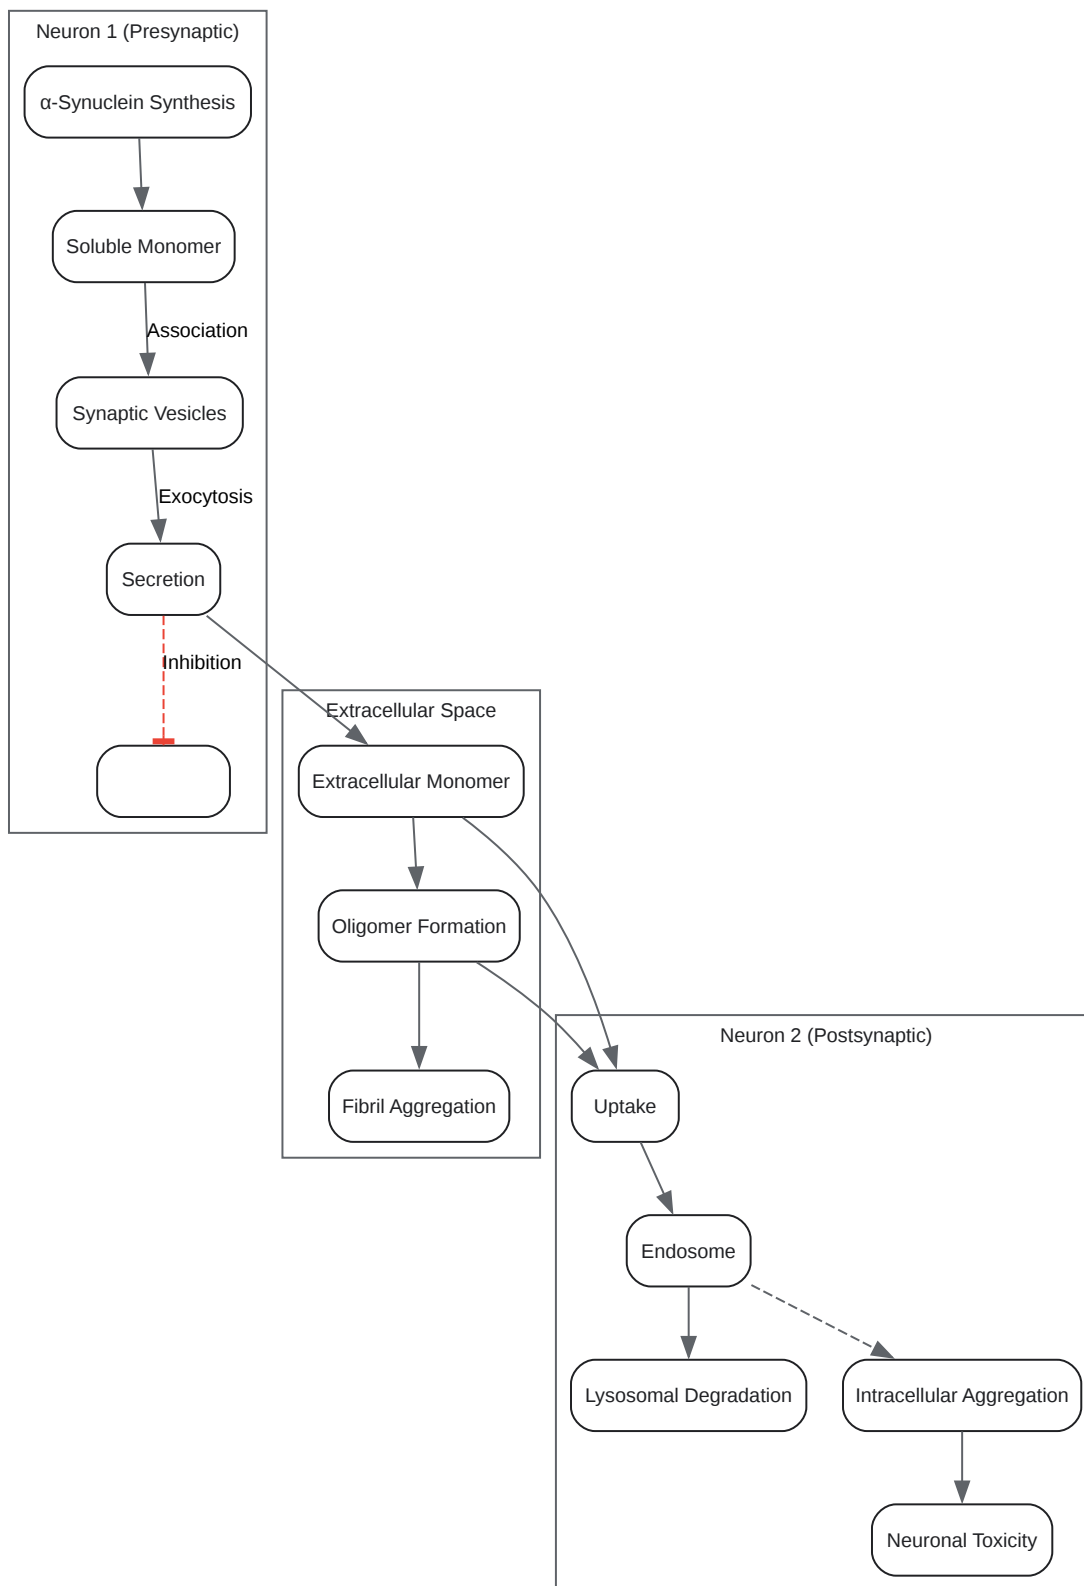 Neuron 1 (Presynaptic)
α-Synuclein Synthesis
Soluble Monomer
Association
Synaptic Vesicles
Exocytosis
Secretion
Inhibition
Extracellular Space
Extracellular Monomer
Oligomer Formation
Fibril Aggregation
Neuron 2 (Postsynaptic)
Uptake
Endosome
Lysosomal Degradation
Intracellular Aggregation
Neuronal Toxicity